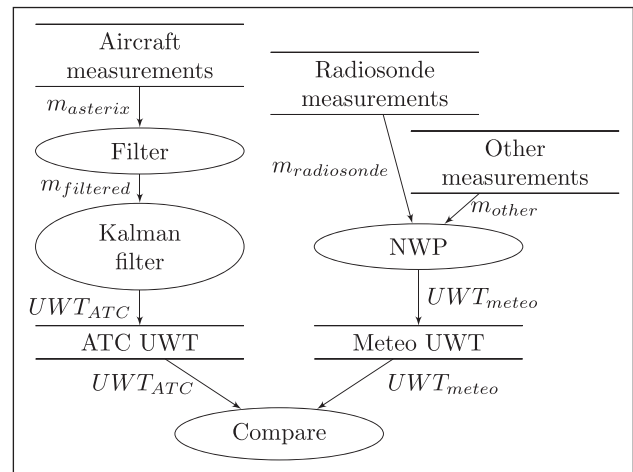 Aircraft
measurements
m_asterix
Filter
m_filtered
Kalman
filter
UWT_ATC
ATC UWT
UWT_ATC
Radiosonde
measurements
m_radiosonde
Other
measurements
m_other
NWP
UWT_meteo
Meteo UWT
UWT_meteo
Compare